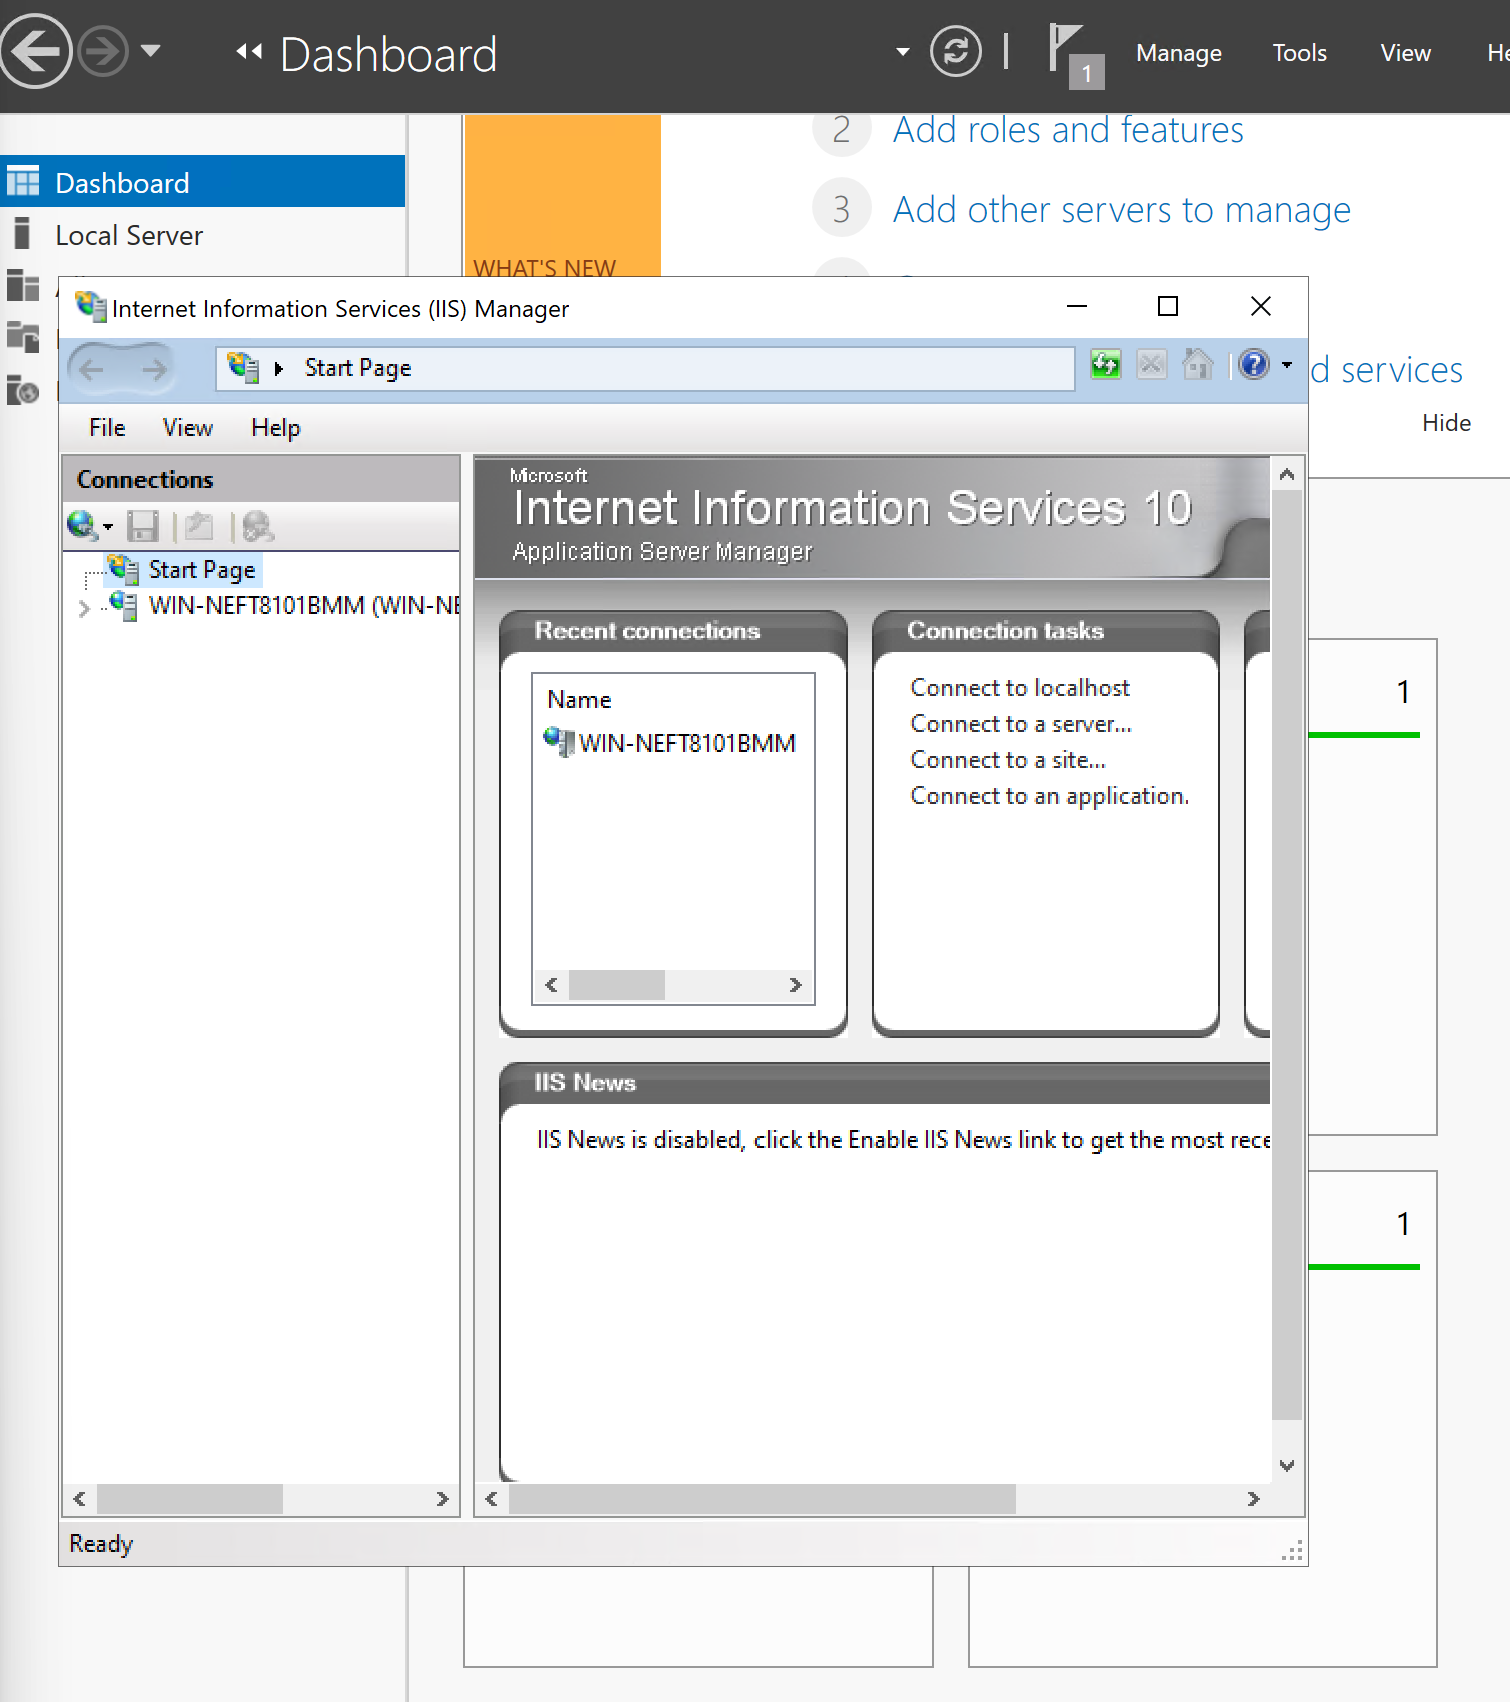 Dashboard
1
Manage
Tools
View
Dashboard
Local Server
WHAT'S NEW
2
Add roles and features
3
Add other servers to manage
d services
Hide
1
1
Internet Information Services (IIS) Manager
Start Page
File
View
Help
Connections
Start Page
WIN-NEFT8101BMM (WIN-NE
Microsoft
Internet Information Services 10
Application Server Manager
Recent connections
Name
WIN-NEFT8101BMM
Connection tasks
Connect to localhost
Connect to a server...
Connect to a site...
Connect to an application.
IIS News
IIS News is disabled, click the Enable IIS News link to get the most rece
Ready